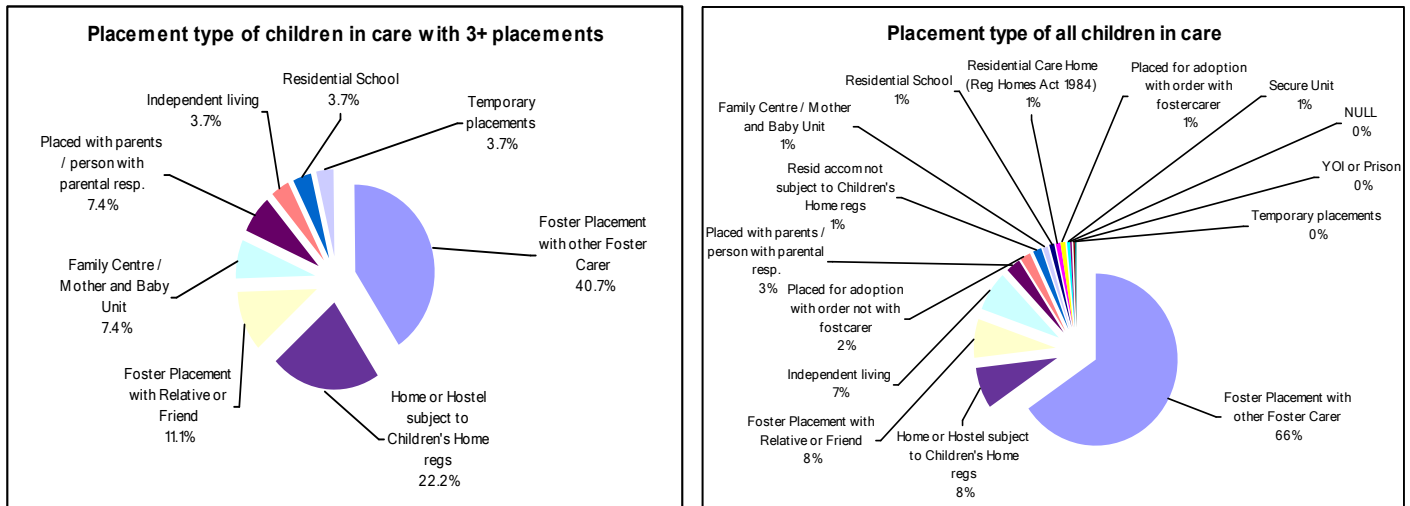 Placement type of children in care with 3+ placements
Residential School
3.7%
Independent living
3.7%
Temporary
placements
3.7%
Placed with parents
/ person with
parental resp.
7.4%
Foster Placement
with other Foster
Carer
40.7%
Family Centre /
Mother and Baby
Unit
7.4%
Foster Placement
with Relative or
Friend
11.1%
Home or Hostel
subject to
Children's Home
regs
22.2%
Placement type of all children in care
Residential School
1%
Residential Care Home
(Reg Homes Act 1984)
1%
Placed for adoption
with order with
fostercarer
1%
Secure Unit
1%
NULL
0%
Family Centre / Mother
and Baby Unit
1%
YOI or Prison
0%
Resid accom not
subject to Children's
Home regs
1%
Temporary placements
0%
Placed with parents /
person with parental
resp.
3%
Placed for adoption
with order not with
fostcarer
2%
Independent living
7%
Foster Placement with
other Foster Carer
66%
Foster Placement with
Relative or Friend
8%
Home or Hostel subject
to Children's Home
regs
8%